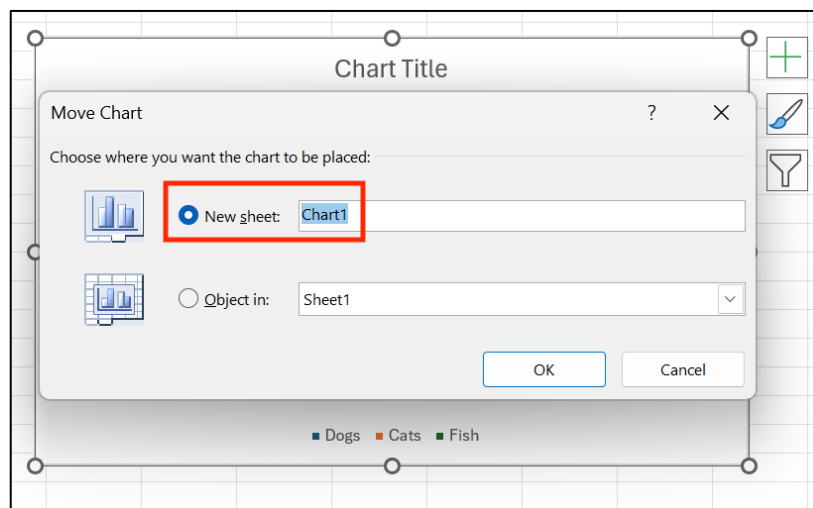 Chart Title
Move Chart ?
Choose where you want the chart to be placed:
New sheet: Chart1
Object in: Sheet1
OK Cancel
Dogs Cats Fish